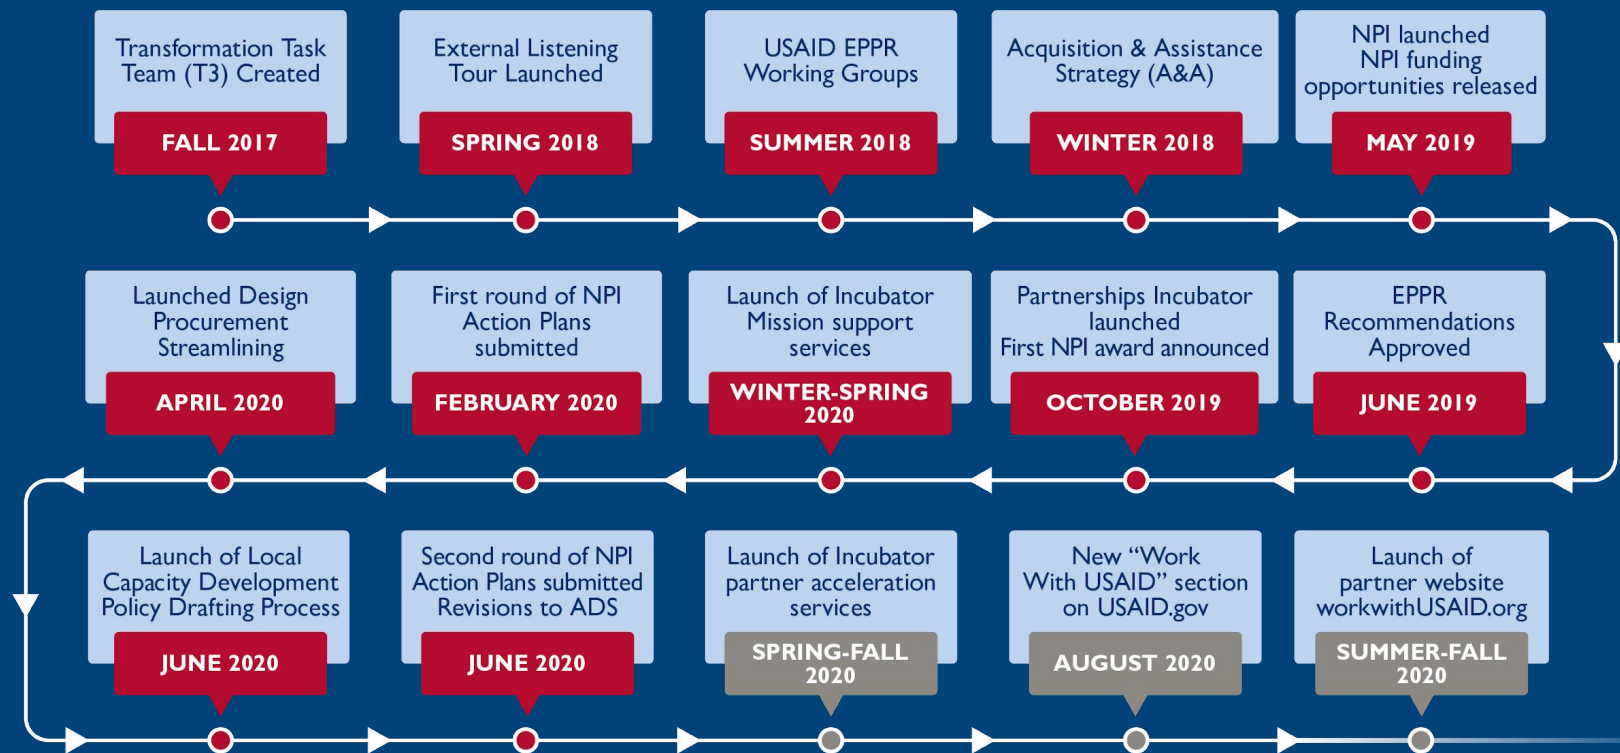 Transformation Task
Team (T3) Created
FALL 2017
External Listening
Tour Launched
SPRING 2018
USAID EPPR
Working Groups
SUMMER 2018
Acquisition & Assistance
Strategy (A&A)
WINTER 2018
NPI launched
NPI funding
opportunities released
MAY 2019
EPPR
Recommendations
Approved
JUNE 2019
Partnerships Incubator
launched
First NPI award announced
OCTOBER 2019
Launch of Incubator
Mission support
services
WINTER-SPRING
2020
First round of NPI
Action Plans
submitted
FEBRUARY 2020
Launched Design
Procurement
Streamlining
APRIL 2020
Launch of Local
Capacity Development
Policy Drafting Process
JUNE 2020
Second round of NPI
Action Plans submitted
Revisions to ADS
JUNE 2020
Launch of Incubator
partner acceleration
services
SPRING-FALL
2020
New “Work
With USAID” section
on USAID.gov
AUGUST 2020
Launch of
partner website
workwithUSAID.org
SUMMER-FALL
2020